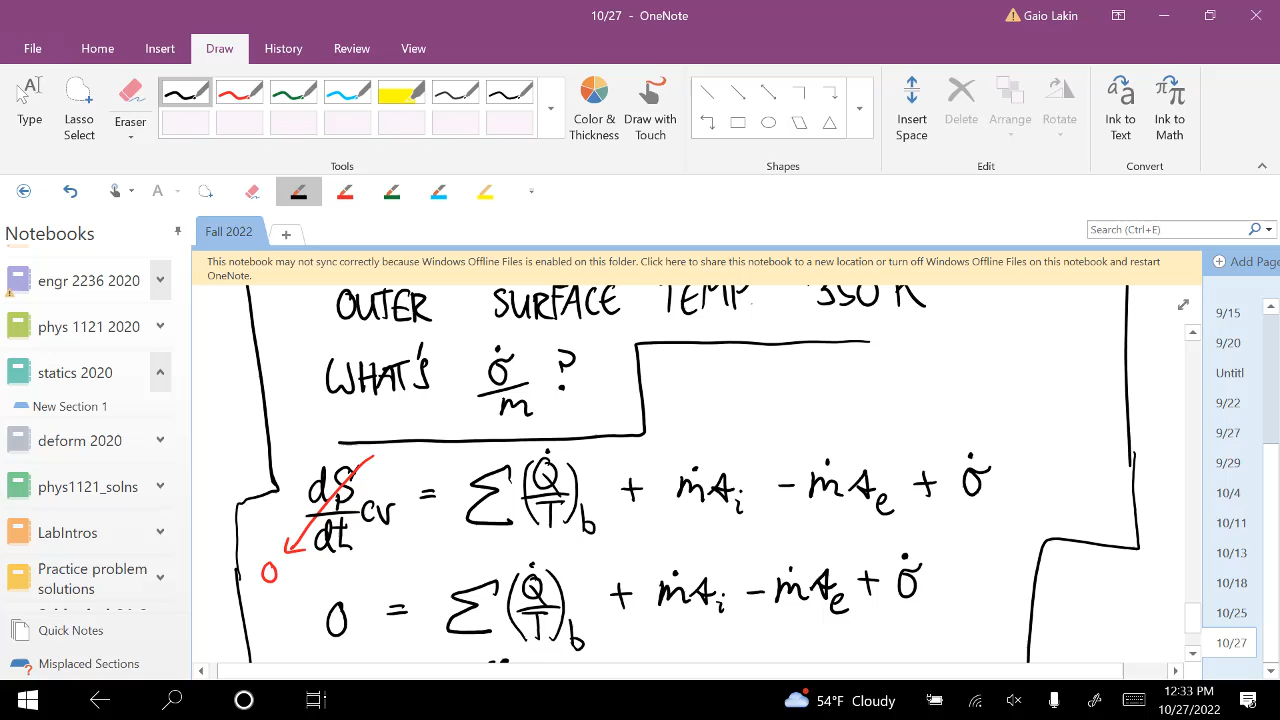 10/27 - OneNote
Gaio Lakin
File Home Insert Draw History Review View
Type
Lasso Select
Eraser
Color & Thickness
Draw with Touch
Insert Space
Delete
Arrange
Rotate
Ink to Text
Ink to Math
Tools
Shapes
Edit
Convert
A
Notebooks
Fall 2022
Search (Ctrl+E)
This notebook may not sync correctly because Windows Offline Files is enabled on this folder. Click here to share this notebook to a new location or turn off Windows Offline Files on this notebook and restart
OneNote.
Add Page
engr 2236 2020
phys 1121 2020
statics 2020
New Section 1
deform 2020
phys1121_solns
LabIntros
Practice problem solutions
Quick Notes
Misplaced Sections
OUTER SURFACE TEMP. 350 K
WHAT'S σ̇/m ?
dS/dt cv = Σ(Q̇/T)b + ṁsi - ṁse + σ̇
0
0 = Σ(Q̇/T)b + ṁsi - ṁse + σ̇
9/15
9/20
Untitl
9/22
9/27
9/29
10/4
10/11
10/13
10/18
10/25
10/27
54°F Cloudy
12:33 PM
10/27/2022